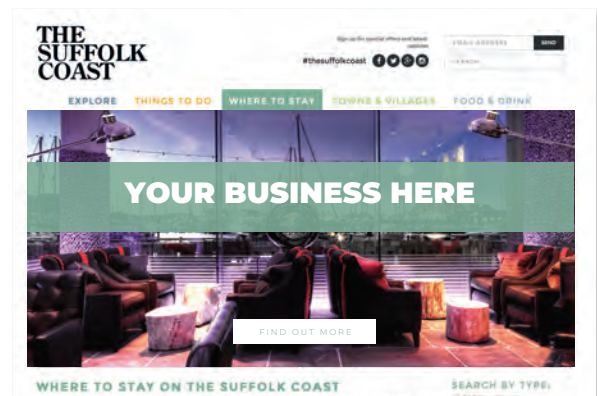 THE
SUFFOLK
COAST
Sign up for special offers and latest
updates
#thesuffolkcoast
EMAIL ADDRESS
SEND
SEARCH
EXPLORE THINGS TO DO WHERE TO STAY TOWNS & VILLAGES FOOD & DRINK
YOUR BUSINESS HERE
FIND OUT MORE
WHERE TO STAY ON THE SUFFOLK COAST
SEARCH BY TYPE: